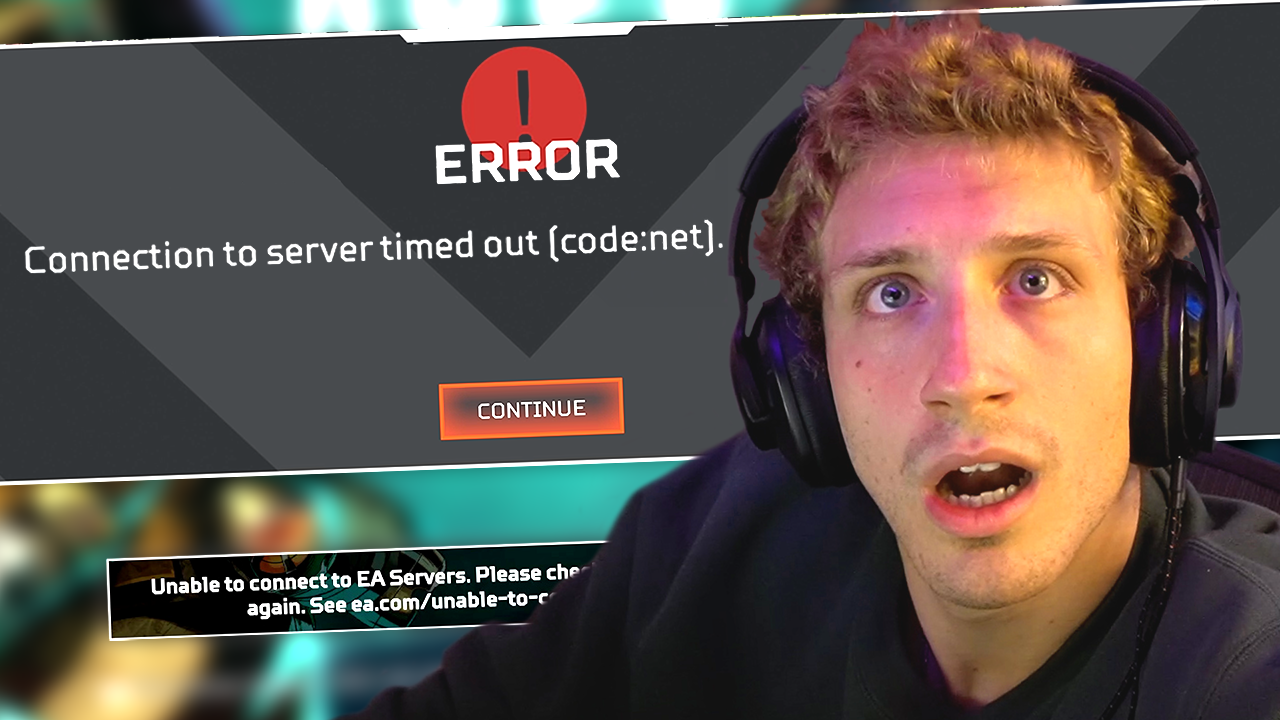 ERROR
Connection to server timed out (code:net).
CONTINUE
Unable to connect to EA Servers. Please
again. See ea.com/unable-to-